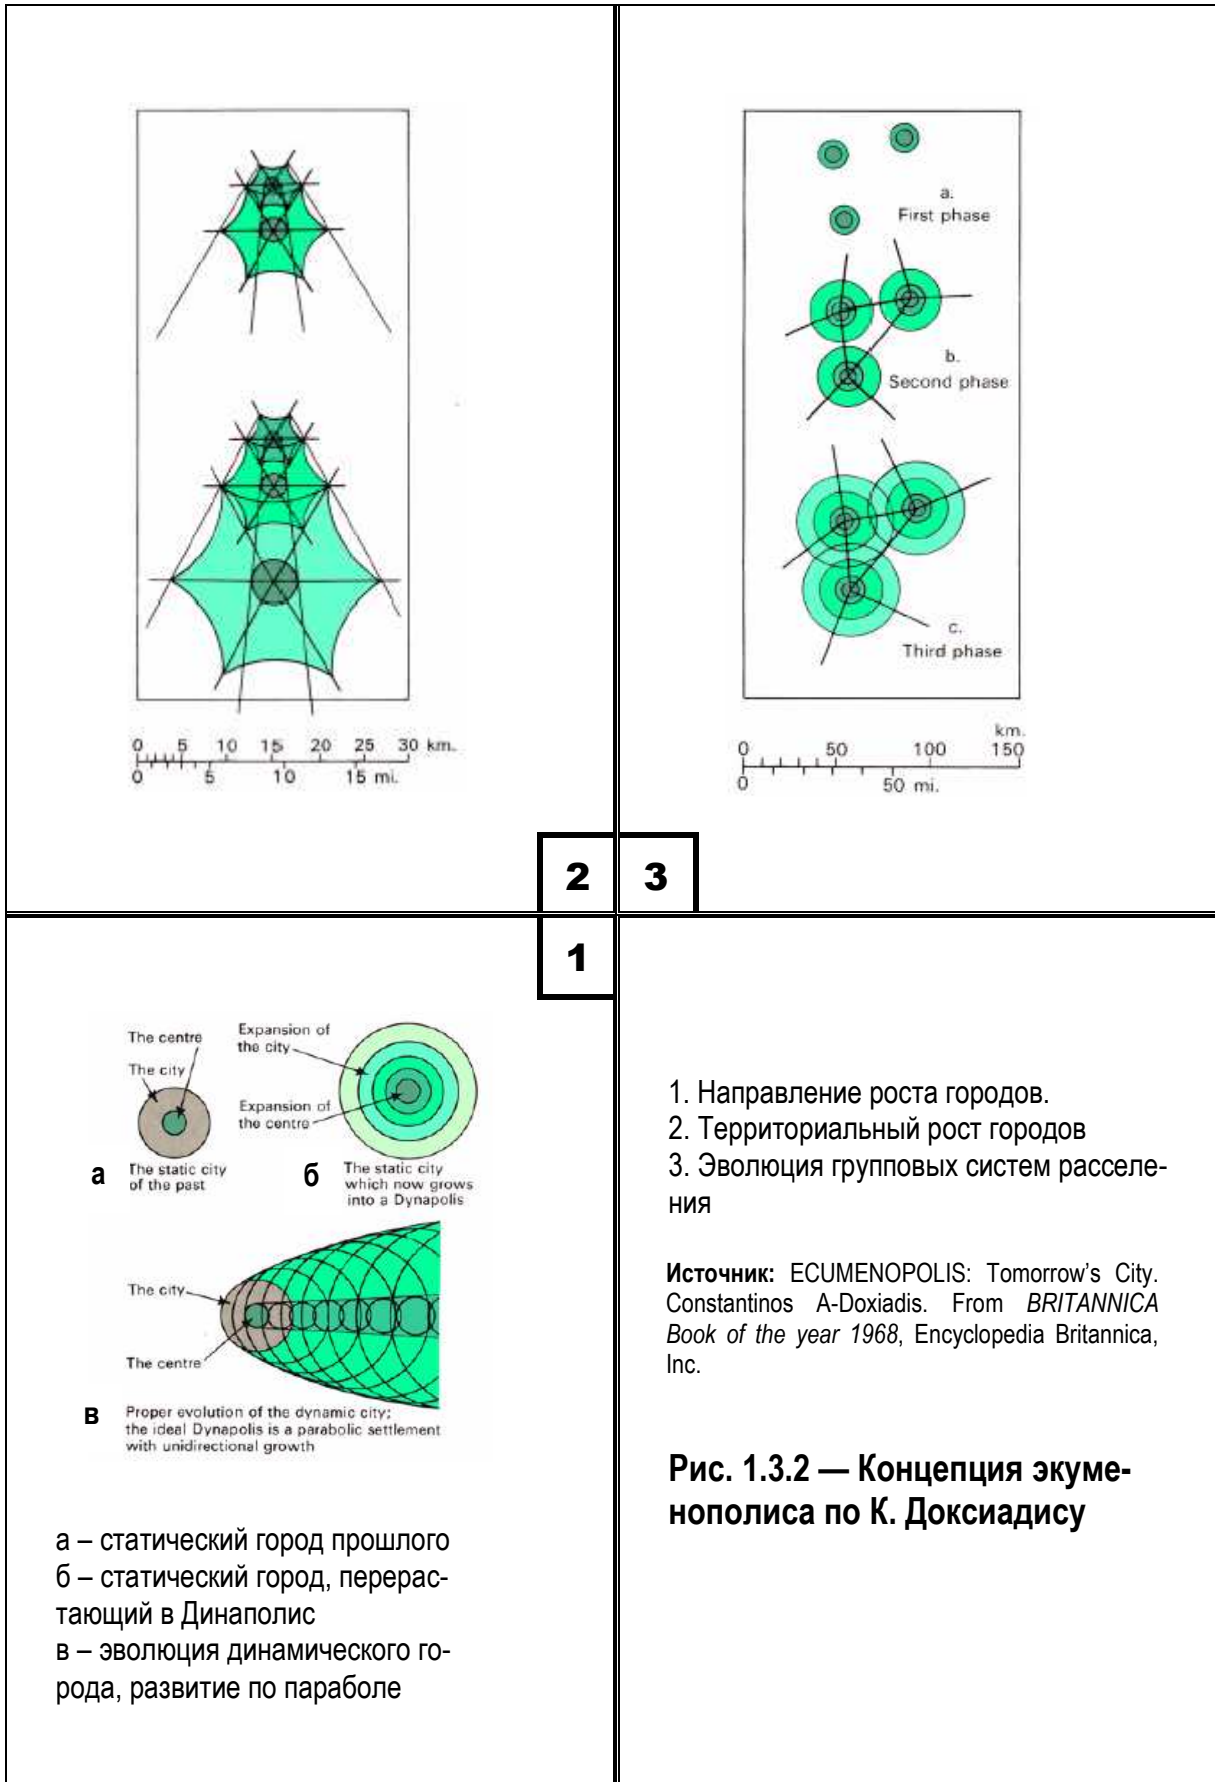 a.
First phase
b.
Second phase
c.
Third phase
0 5 10 15 20 25 30 km.
0 5 10 15 mi.
km.
0 50 100 150
0 50 mi.
2 3
1
The centre
The city
The static city
of the past
а
Expansion of
the city
Expansion of
the centre
б
The static city
which now grows
into a Dynapolis
The city
The centre
в
Proper evolution of the dynamic city;
the ideal Dynapolis is a parabolic settlement
with unidirectional growth
а – статический город прошлого
б – статический город, перерас-
тающий в Динаполис
в – эволюция динамического го-
рода, развитие по параболе
1. Направление роста городов.
2. Территориальный рост городов
3. Эволюция групповых систем расселе-
ния
Источник: ECUMENOPOLIS: Tomorrow's City.
Constantinos A-Doxiadis. From BRITANNICA
Book of the year 1968, Encyclopedia Britannica,
Inc.
Рис. 1.3.2 — Концепция экуме-
нополиса по К. Доксиадису